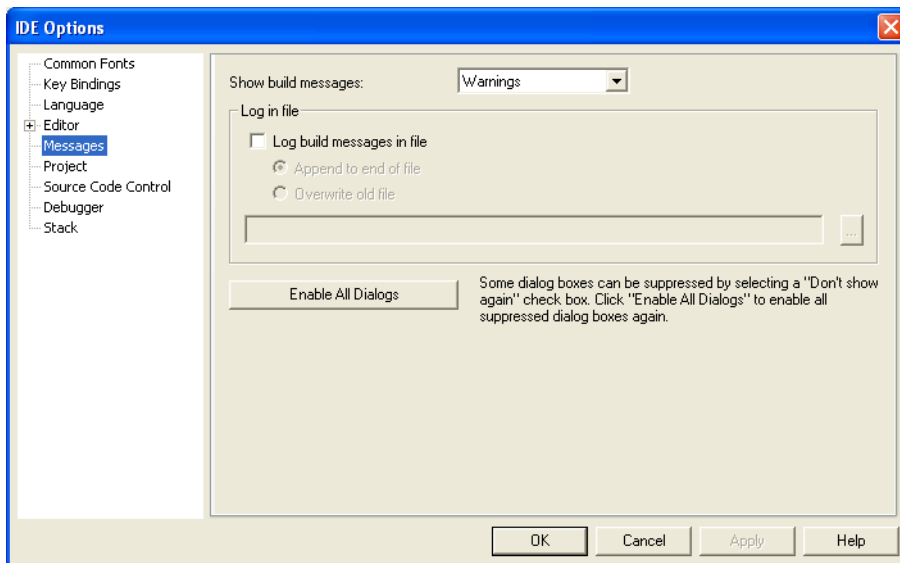 IDE Options
Common Fonts
Key Bindings
Language
Editor
Messages
Project
Source Code Control
Debugger
Stack
Show build messages:
Warnings
Log in file
Log build messages in file
Append to end of file
Overwrite old file
...
Enable All Dialogs
Some dialog boxes can be suppressed by selecting a "Don't show
again" check box. Click "Enable All Dialogs" to enable all
suppressed dialog boxes again.
OK
Cancel
Apply
Help